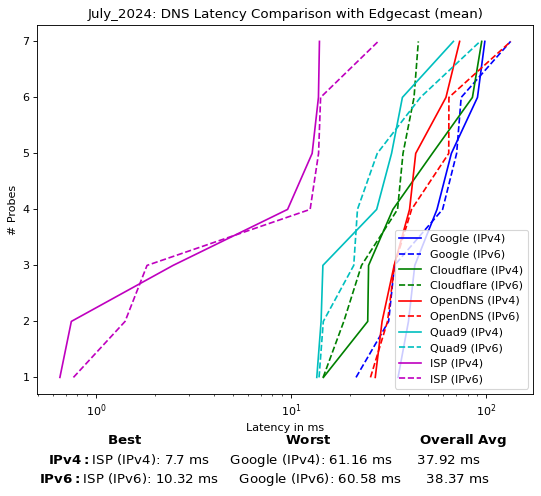 July_2024: DNS Latency Comparison with Edgecast (mean)
7
6
5
4
3
2
1
# Probes
Google (IPv4)
Google (IPv6)
Cloudflare (IPv4)
Cloudflare (IPv6)
OpenDNS (IPv4)
OpenDNS (IPv6)
Quad9 (IPv4)
Quad9 (IPv6)
ISP (IPv4)
ISP (IPv6)
10⁰ 10¹ 10²
Latency in ms
Best Worst Overall Avg
IPv4: ISP (IPv4): 7.7 ms Google (IPv4): 61.16 ms 37.92 ms
IPv6: ISP (IPv6): 10.32 ms Google (IPv6): 60.58 ms 38.37 ms